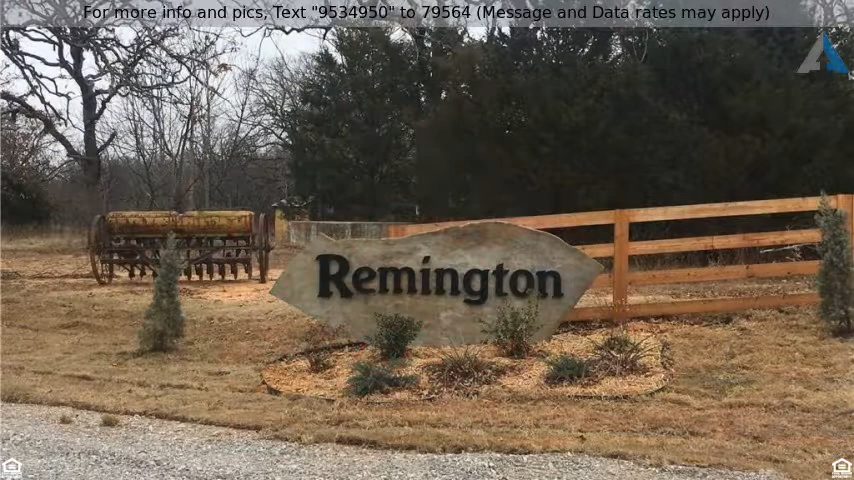 For more info and pics, Text "9534950" to 79564 (Message and Data rates may apply)
Remington